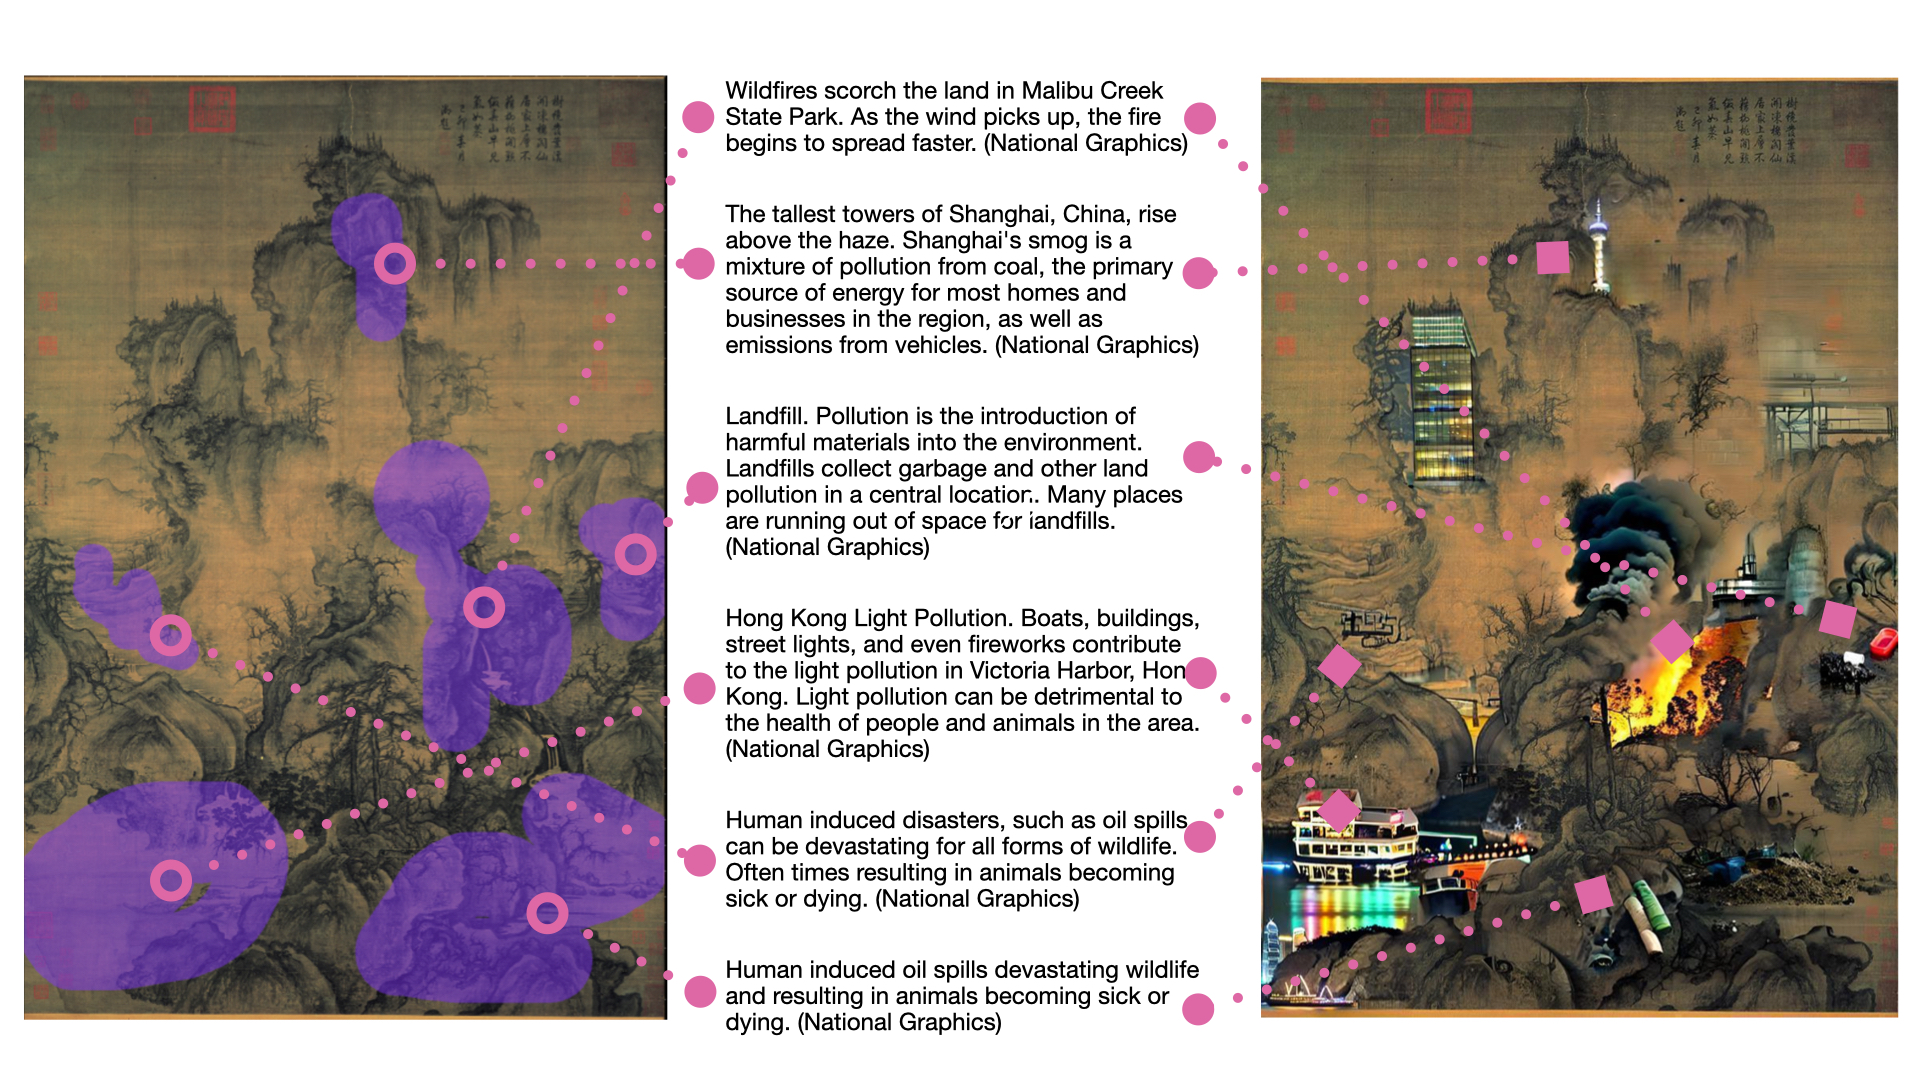 Wildfires scorch the land in Malibu Creek
State Park. As the wind picks up, the fire
begins to spread faster. (National Graphics)
The tallest towers of Shanghai, China, rise
above the haze. Shanghai's smog is a
mixture of pollution from coal, the primary
source of energy for most homes and
businesses in the region, as well as
emissions from vehicles. (National Graphics)
Landfill. Pollution is the introduction of
harmful materials into the environment.
Landfills collect garbage and other land
pollution in a central location. Many places
are running out of space for landfills.
(National Graphics)
Hong Kong Light Pollution. Boats, buildings,
street lights, and even fireworks contribute
to the light pollution in Victoria Harbor, Hon
Kong. Light pollution can be detrimental to
the health of people and animals in the area.
(National Graphics)
Human induced disasters, such as oil spills
can be devastating for all forms of wildlife.
Often times resulting in animals becoming
sick or dying. (National Graphics)
Human induced oil spills devastating wildlife
and resulting in animals becoming sick or
dying. (National Graphics)